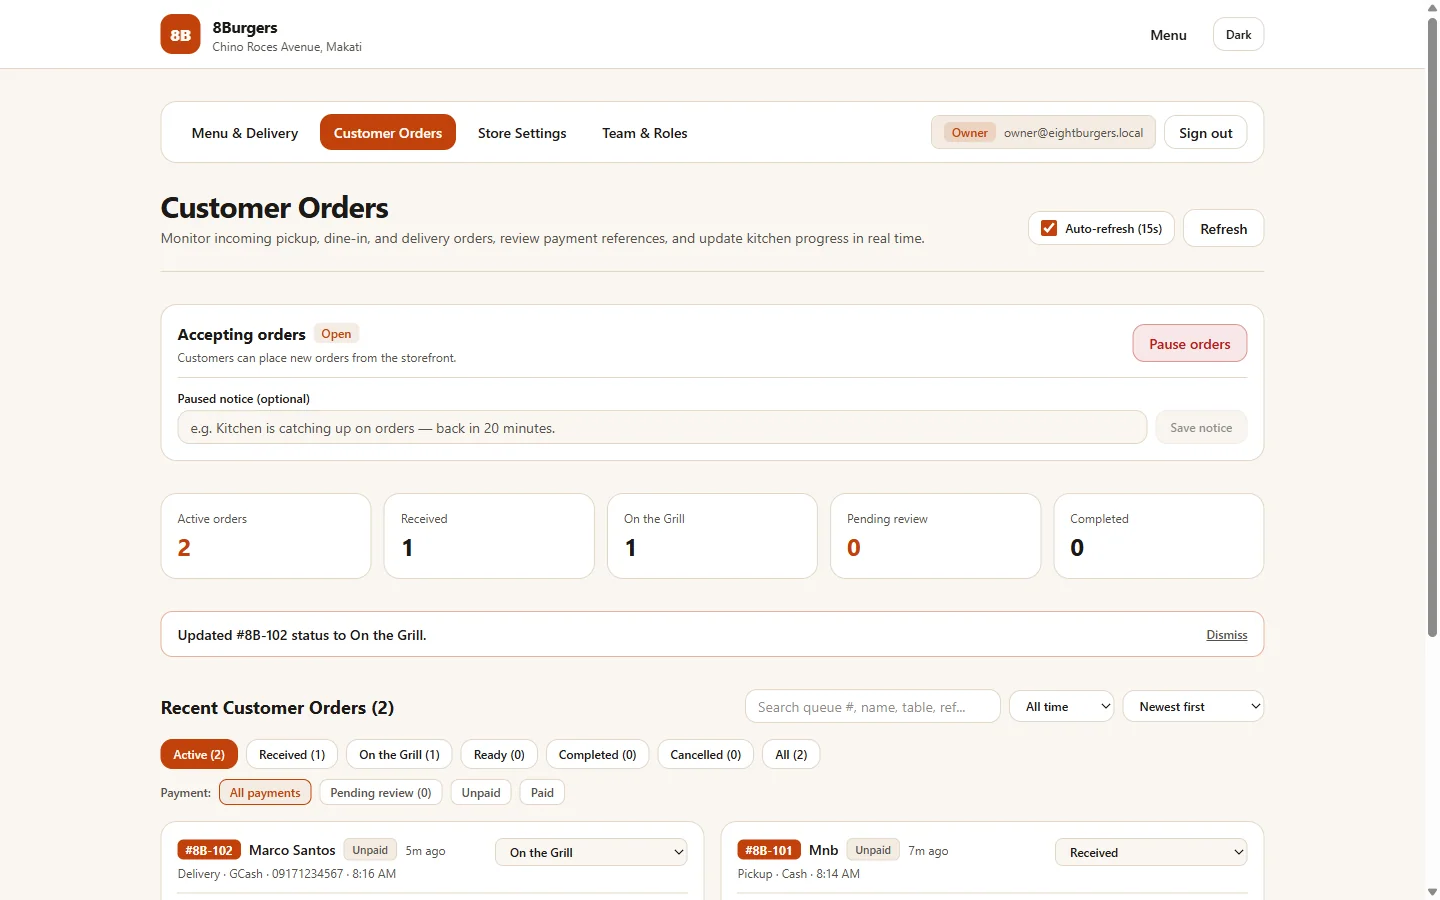 8B
8Burgers
Chino Roces Avenue, Makati
Menu
Dark
Menu & Delivery
Customer Orders
Store Settings
Team & Roles
Owner
owner@eightburgers.local
Sign out
Customer Orders
Monitor incoming pickup, dine-in, and delivery orders, review payment references, and update kitchen progress in real time.
Auto-refresh (15s)
Refresh
Accepting orders
Open
Customers can place new orders from the storefront.
Pause orders
Paused notice (optional)
e.g. Kitchen is catching up on orders — back in 20 minutes.
Save notice
Active orders
2
Received
1
On the Grill
1
Pending review
0
Completed
0
Updated #8B-102 status to On the Grill.
Dismiss
Recent Customer Orders (2)
Search queue #, name, table, ref...
All time
Newest first
Active (2)
Received (1)
On the Grill (1)
Ready (0)
Completed (0)
Cancelled (0)
All (2)
Payment:
All payments
Pending review (0)
Unpaid
Paid
#8B-102
Marco Santos
Unpaid
5m ago
On the Grill
Delivery · GCash · 09171234567 · 8:16 AM
#8B-101
Mnb
Unpaid
7m ago
Received
Pickup · Cash · 8:14 AM